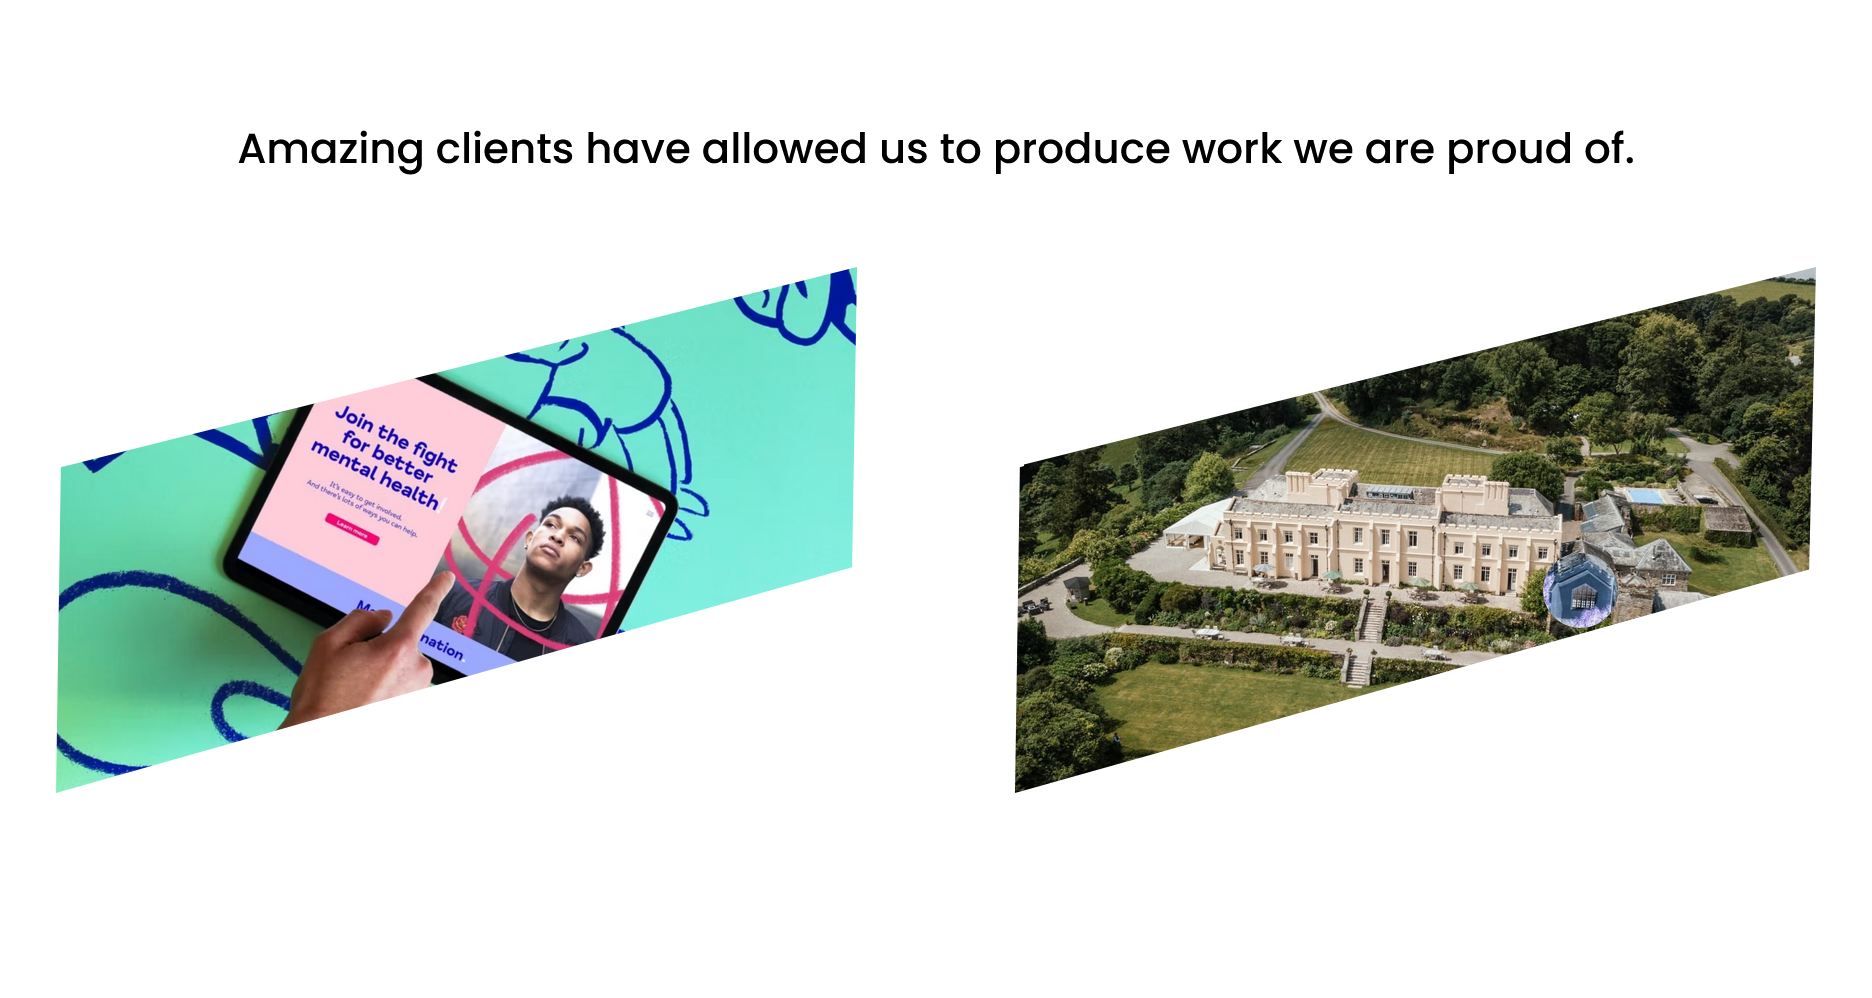 Amazing clients have allowed us to produce work we are proud of.
Join the fight
for better
mental health
It's easy to get involved.
And there's lots of ways you can help.
Learn more
nation.